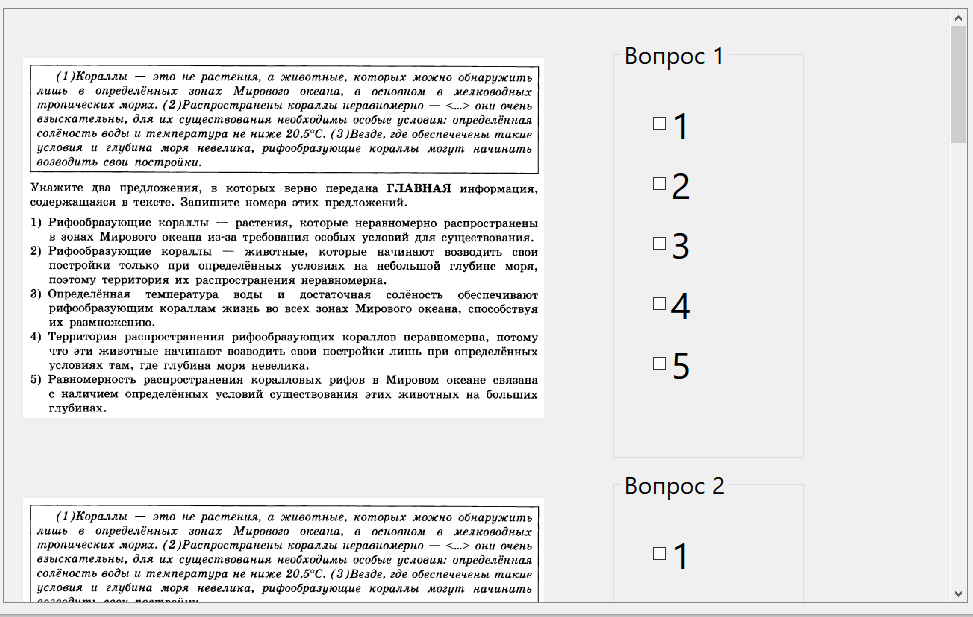 (1)Кораллы — это не растения, а животные, которых можно обнаружить
лишь в определённых зонах Мирового океана, в основном в мелководных
тропических морях. (2)Распространены кораллы неравномерно — <...> они очень
взыскательны, для их существования необходимы особые условия: определённая
солёность воды и температура не ниже 20,5°С. (3)Везде, где обеспечечены такие
условия и глубина моря невелика, рифообразующие кораллы могут начинать
возводить свои постройки.
Укажите два предложения, в которых верно передана ГЛАВНАЯ информация,
содержащаяся в тексте. Запишите номера этих предложений.
1) Рифообразующие кораллы — растения, которые неравномерно распространены
в зонах Мирового океана из-за требования особых условий для существования.
2) Рифообразующие кораллы — животные, которые начинают возводить свои
постройки только при определённых условиях на небольшой глубине моря,
поэтому территория их распространения неравномерна.
3) Определённая температура воды и достаточная солёность обеспечивают
рифообразующим кораллам жизнь во всех зонах Мирового океана, способствуя
их размножению.
4) Территория распространения рифообразующих кораллов неравномерна, потому
что эти животные начинают возводить свои постройки лишь при определённых
условиях там, где глубина моря невелика.
5) Равномерность распространения коралловых рифов в Мировом океане связана
с наличием определённых условий существования этих животных на больших
глубинах.
Вопрос 1
1
2
3
4
5
(1)Кораллы — это не растения, а животные, которых можно обнаружить
лишь в определённых зонах Мирового океана, в основном в мелководных
тропических морях. (2)Распространены кораллы неравномерно — <...> они очень
взыскательны, для их существования необходимы особые условия: определённая
солёность воды и температура не ниже 20,5°С. (3)Везде, где обеспечечены такие
условия и глубина моря невелика, рифообразующие кораллы могут начинать
Вопрос 2
1